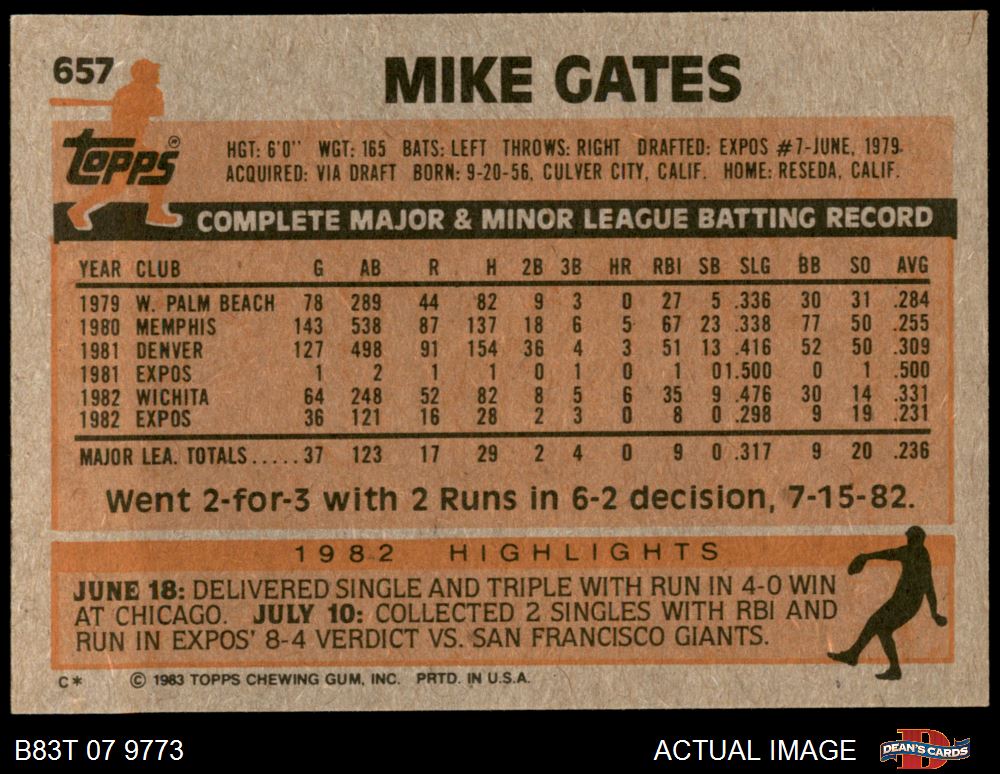 657
MIKE GATES
TOPPS®
HGT: 6'0" WGT: 165 BATS: LEFT THROWS: RIGHT DRAFTED: EXPOS #7-JUNE, 1979.
ACQUIRED: VIA DRAFT BORN: 9-20-56, CULVER CITY, CALIF. HOME: RESEDA, CALIF.
COMPLETE MAJOR & MINOR LEAGUE BATTING RECORD
YEAR CLUB G AB R H 2B 3B HR RBI SB SLG BB SO AVG
1979 W. PALM BEACH 78 289 44 82 9 3 0 27 5 .336 30 31 .284
1980 MEMPHIS 143 538 87 137 18 6 5 67 23 .338 77 50 .255
1981 DENVER 127 498 91 154 36 4 3 51 13 .416 52 50 .309
1981 EXPOS 1 2 1 1 0 1 0 1 0 1.500 0 1 .500
1982 WICHITA 64 248 52 82 8 5 6 35 9 .476 30 14 .331
1982 EXPOS 36 121 16 28 2 3 0 8 0 .298 9 19 .231
MAJOR LEA. TOTALS..... 37 123 17 29 2 4 0 9 0 .317 9 20 .236
Went 2-for-3 with 2 Runs in 6-2 decision, 7-15-82.
1982 HIGHLIGHTS
JUNE 18: DELIVERED SINGLE AND TRIPLE WITH RUN IN 4-0 WIN
AT CHICAGO. JULY 10: COLLECTED 2 SINGLES WITH RBI AND
RUN IN EXPOS' 8-4 VERDICT VS. SAN FRANCISCO GIANTS.
C* © 1983 TOPPS CHEWING GUM, INC. PRTD. IN U.S.A.
B83T 07 9773 ACTUAL IMAGE DEAN'S CARDS